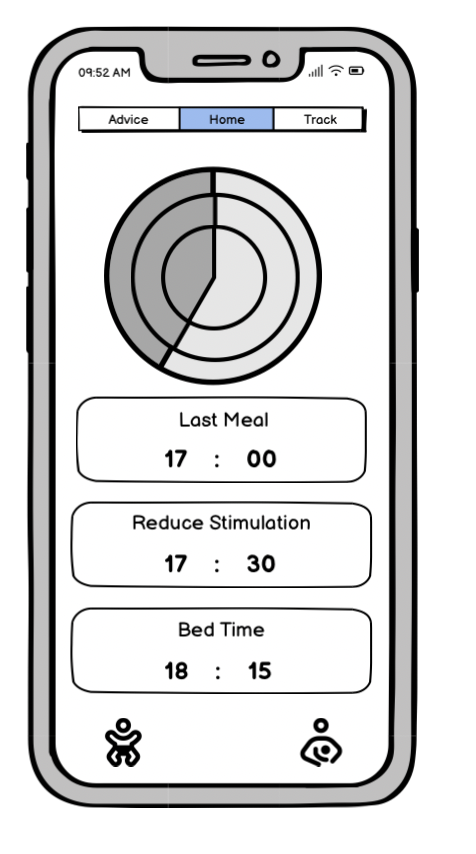 09:52 AM
Advice Home Track
Last Meal
17 : 00
Reduce Stimulation
17 : 30
Bed Time
18 : 15